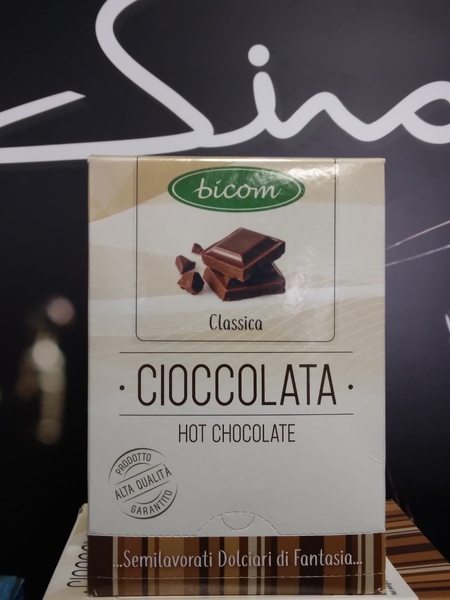 bicom
Classica
· CIOCCOLATA ·
HOT CHOCOLATE
PRODOTTO
ALTA QUALITÀ
GARANTITO
...Semilavorati Dolciari di Fantasia...